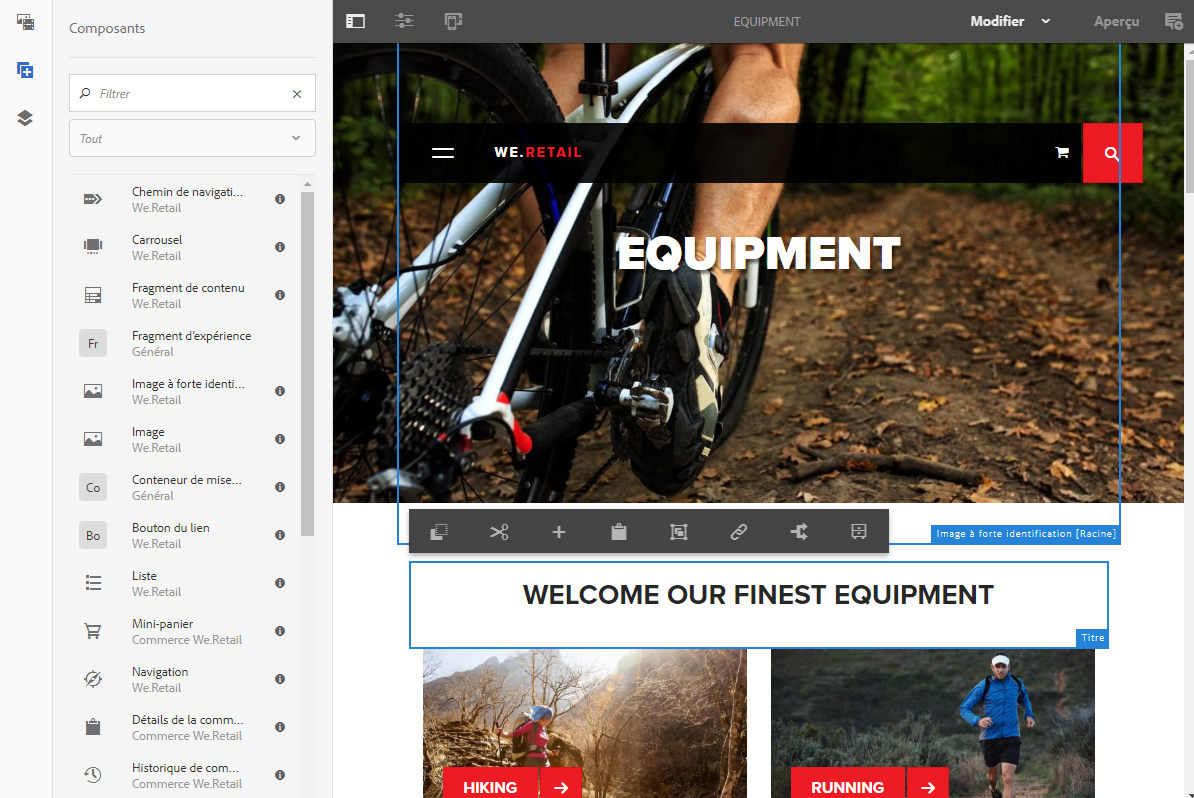 Composants
Filtrer
Tout
Chemin de navigati...
We.Retail
Carrousel
We.Retail
Fragment de contenu
We.Retail
Fr
Fragment d'expérience
Général
Image à forte identi...
We.Retail
Image
We.Retail
Co
Conteneur de mise...
Général
Bo
Bouton du lien
We.Retail
Liste
We.Retail
Mini-panier
Commerce We.Retail
Navigation
We.Retail
Détails de la comm...
Commerce We.Retail
Historique de com...
Commerce We.Retail
EQUIPMENT
Modifier
Aperçu
WE.RETAIL
EQUIPMENT
Image à forte identification [Racine]
WELCOME OUR FINEST EQUIPMENT
Titre
HIKING
RUNNING